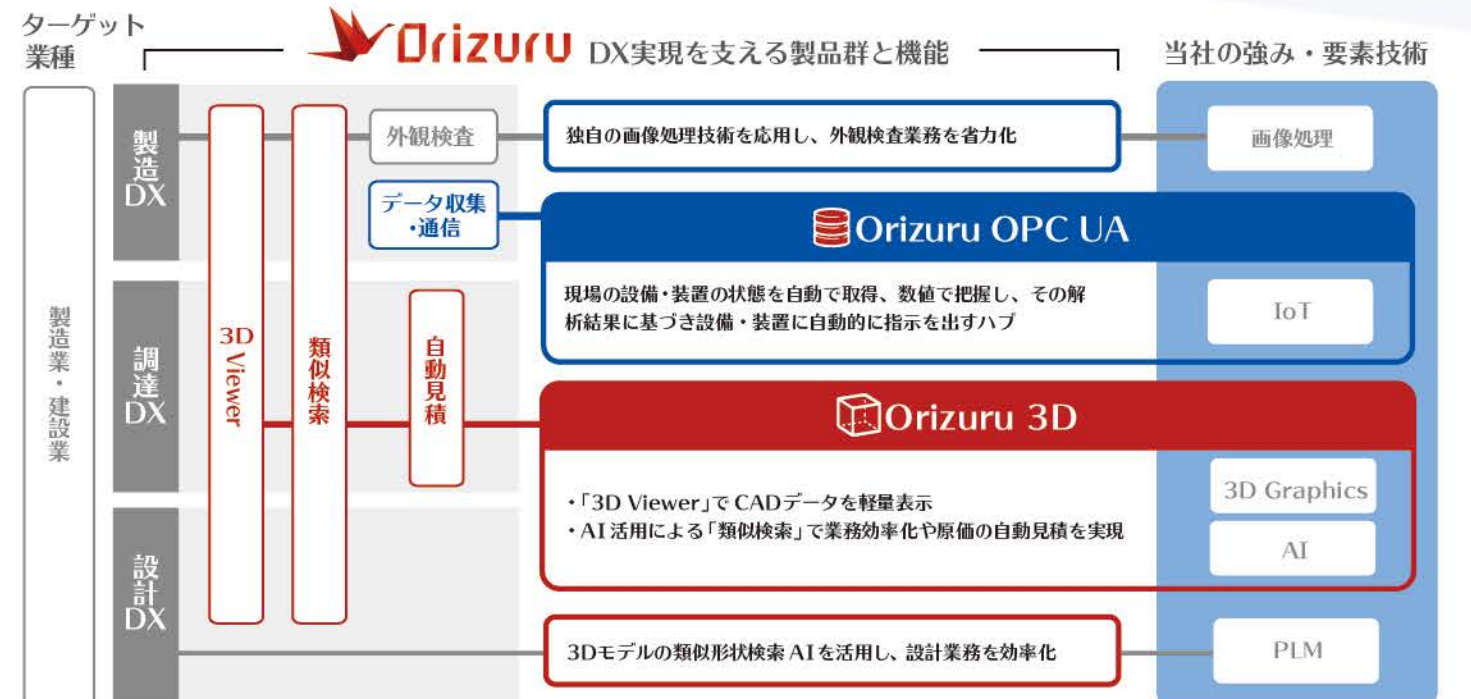 ターゲット
業種
Orizuru DX実現を支える製品群と機能
当社の強み・要素技術
製造業・建設業
製造DX
調達DX
設計DX
3D Viewer
類似検索
外観検査
データ収集
・通信
自動見積
独自の画像処理技術を応用し、外観検査業務を省力化
画像処理
Orizuru OPC UA
現場の設備・装置の状態を自動で取得、数値で把握し、その解
析結果に基づき設備・装置に自動的に指示を出すハブ
IoT
Orizuru 3D
・「3D Viewer」でCADデータを軽量表示
・AI活用による「類似検索」で業務効率化や原価の自動見積を実現
3D Graphics
AI
3Dモデルの類似形状検索AIを活用し、設計業務を効率化
PLM